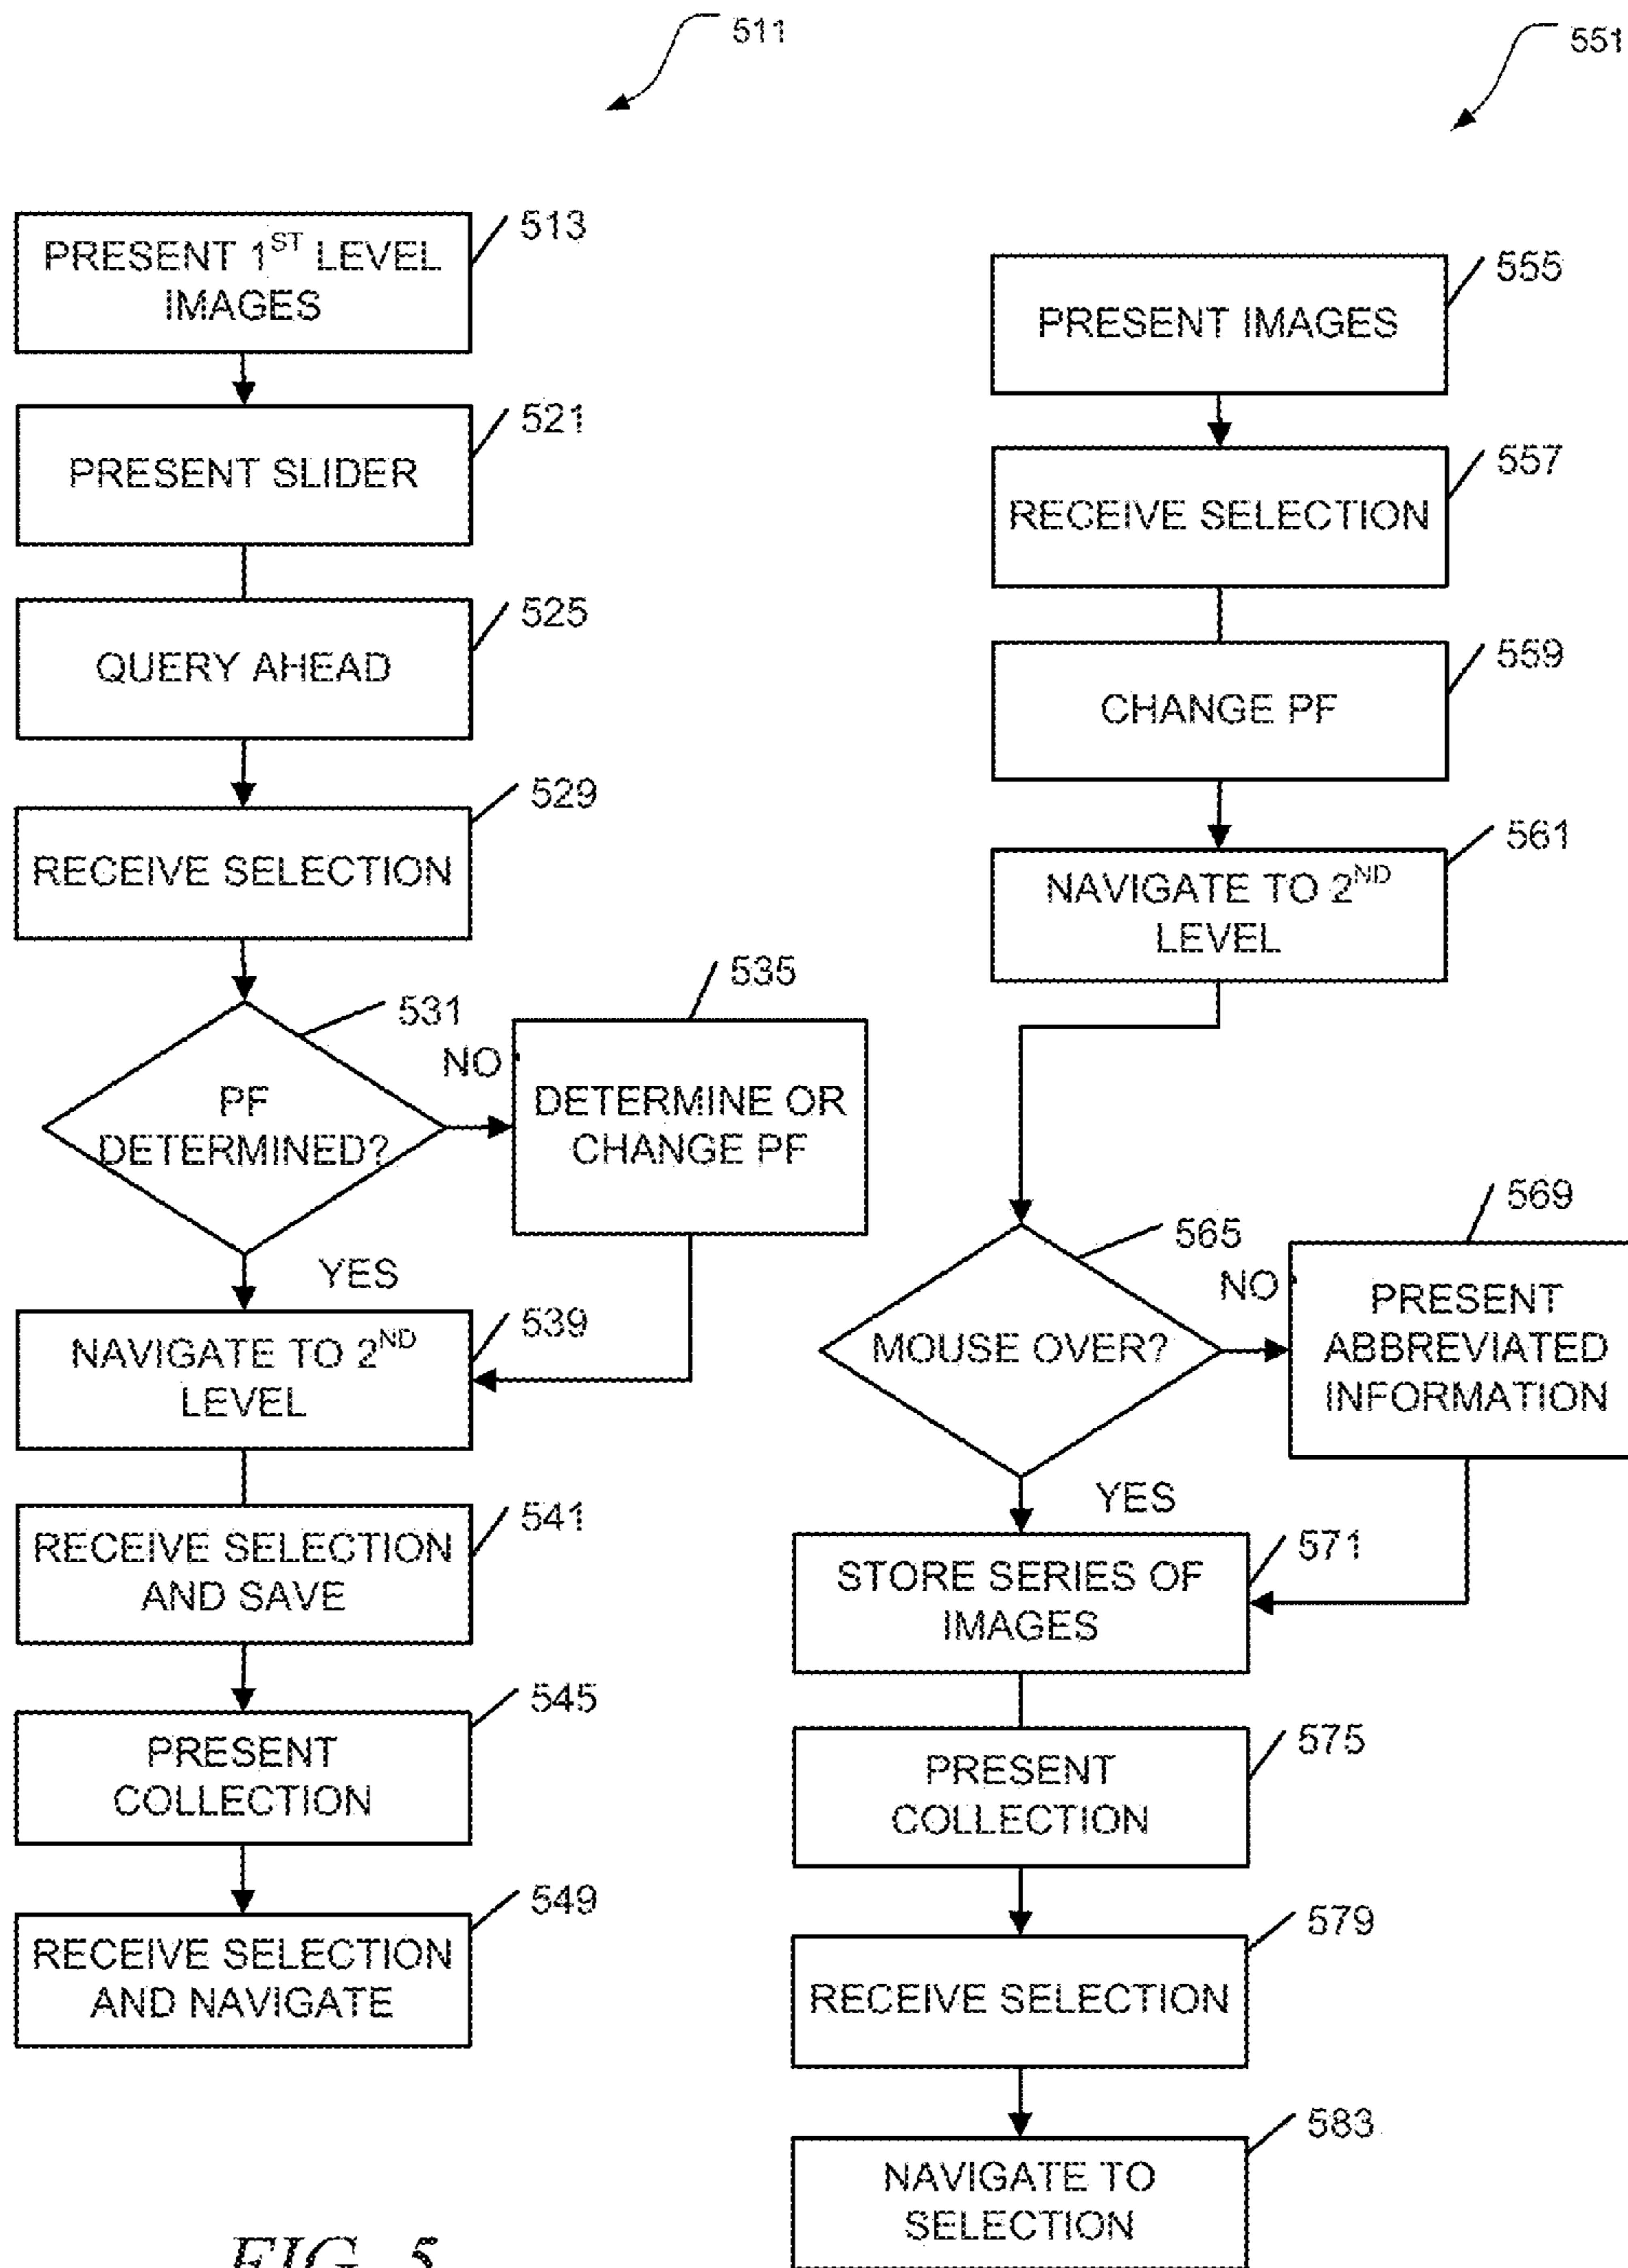 511
513
PRESENT 1ST LEVEL
IMAGES
521
PRESENT SLIDER
525
QUERY AHEAD
529
RECEIVE SELECTION
531
PF
DETERMINED?
NO
535
DETERMINE OR
CHANGE PF
YES
539
NAVIGATE TO 2ND
LEVEL
541
RECEIVE SELECTION
AND SAVE
545
PRESENT
COLLECTION
549
RECEIVE SELECTION
AND NAVIGATE
551
555
PRESENT IMAGES
557
RECEIVE SELECTION
559
CHANGE PF
561
NAVIGATE TO 2ND
LEVEL
565
MOUSE OVER?
NO
569
PRESENT
ABBREVIATED
INFORMATION
YES
571
STORE SERIES OF
IMAGES
575
PRESENT
COLLECTION
579
RECEIVE SELECTION
583
NAVIGATE TO
SELECTION
FIG. 5